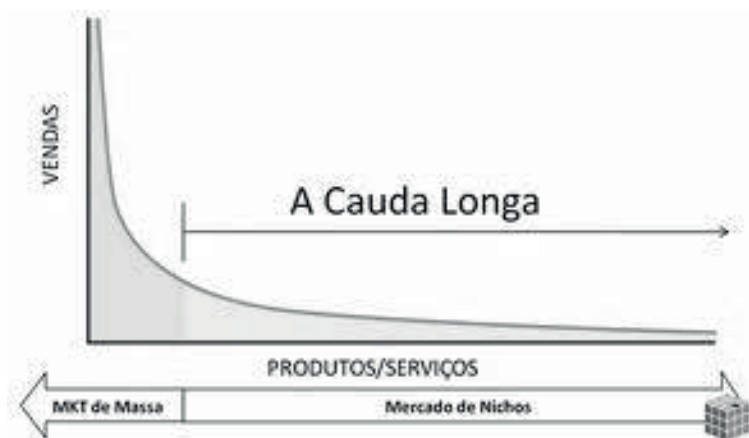 VENDAS
A Cauda Longa
PRODUTOS/SERVIÇOS
MKT de Massa
Mercado de Nichos